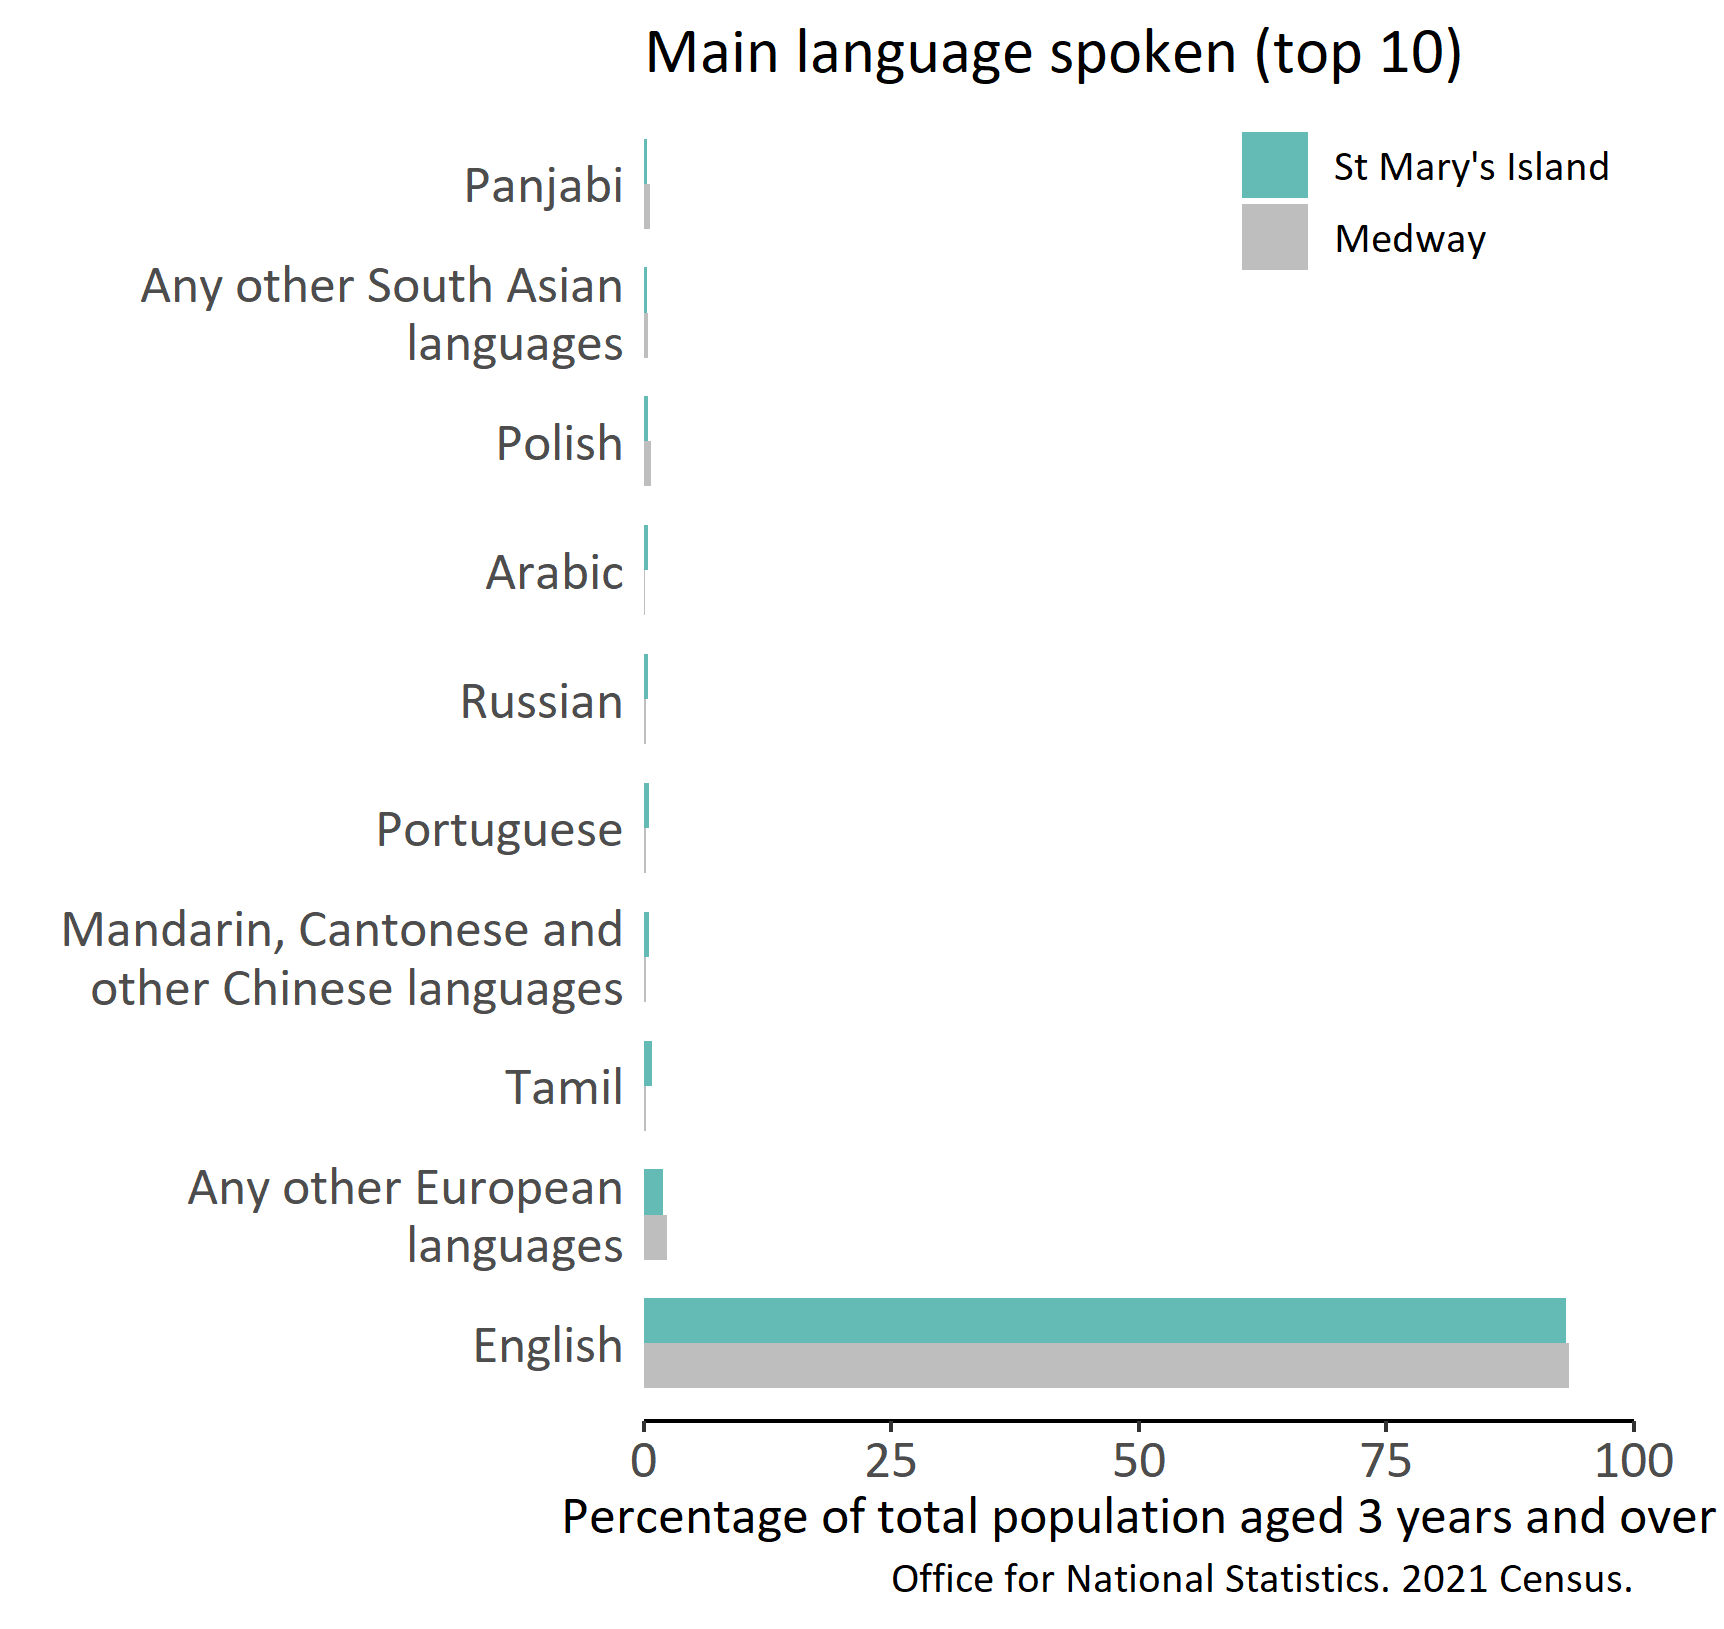 Main language spoken (top 10)
St Mary's Island
Medway
Panjabi
Any other South Asian
languages
Polish
Arabic
Russian
Portuguese
Mandarin, Cantonese and
other Chinese languages
Tamil
Any other European
languages
English
0 25 50 75 100
Percentage of total population aged 3 years and over
Office for National Statistics. 2021 Census.